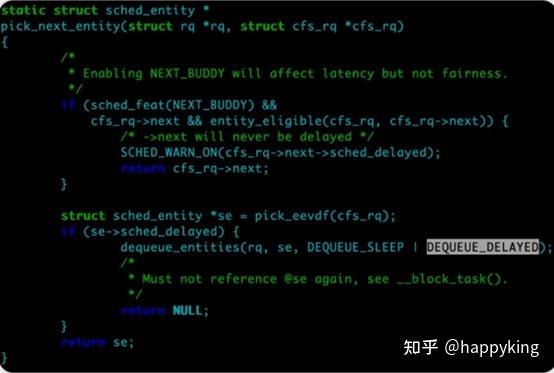 static struct sched_entity *
pick_next_entity(struct rq *rq, struct cfs_rq *cfs_rq)
{
        /*
         * Enabling NEXT_BUDDY will affect latency but not fairness.
         */
        if (sched_feat(NEXT_BUDDY) &&
            cfs_rq->next && entity_eligible(cfs_rq, cfs_rq->next)) {
                /* ->next will never be delayed */
                SCHED_WARN_ON(cfs_rq->next->sched_delayed);
                return cfs_rq->next;
        }

        struct sched_entity *se = pick_eevdf(cfs_rq);
        if (se->sched_delayed) {
                dequeue_entities(rq, se, DEQUEUE_SLEEP | DEQUEUE_DELAYED);
                /*
                 * Must not reference @se again, see __block_task().
                 */
                return NULL;
        }
        return se;
}
知乎 @happyking